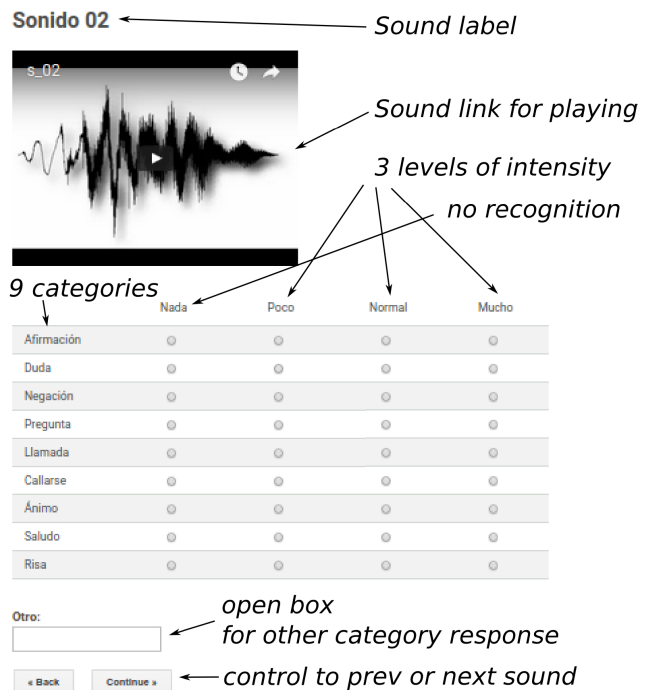 Sonido 02
Sound label
s_02
Sound link for playing
3 levels of intensity
no recognition
9 categories
Nada Poco Normal Mucho
Afirmación
Duda
Negación
Pregunta
Llamada
Callarse
Ánimo
Saludo
Risa
Otro:
open box
for other category response
« Back Continue »
control to prev or next sound